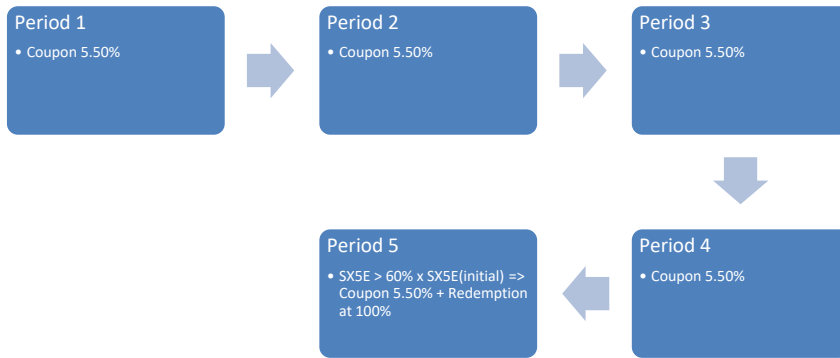 Period 1
• Coupon 5.50%
Period 2
• Coupon 5.50%
Period 3
• Coupon 5.50%
Period 4
• Coupon 5.50%
Period 5
• SX5E > 60% x SX5E(initial) =>
Coupon 5.50% + Redemption
at 100%